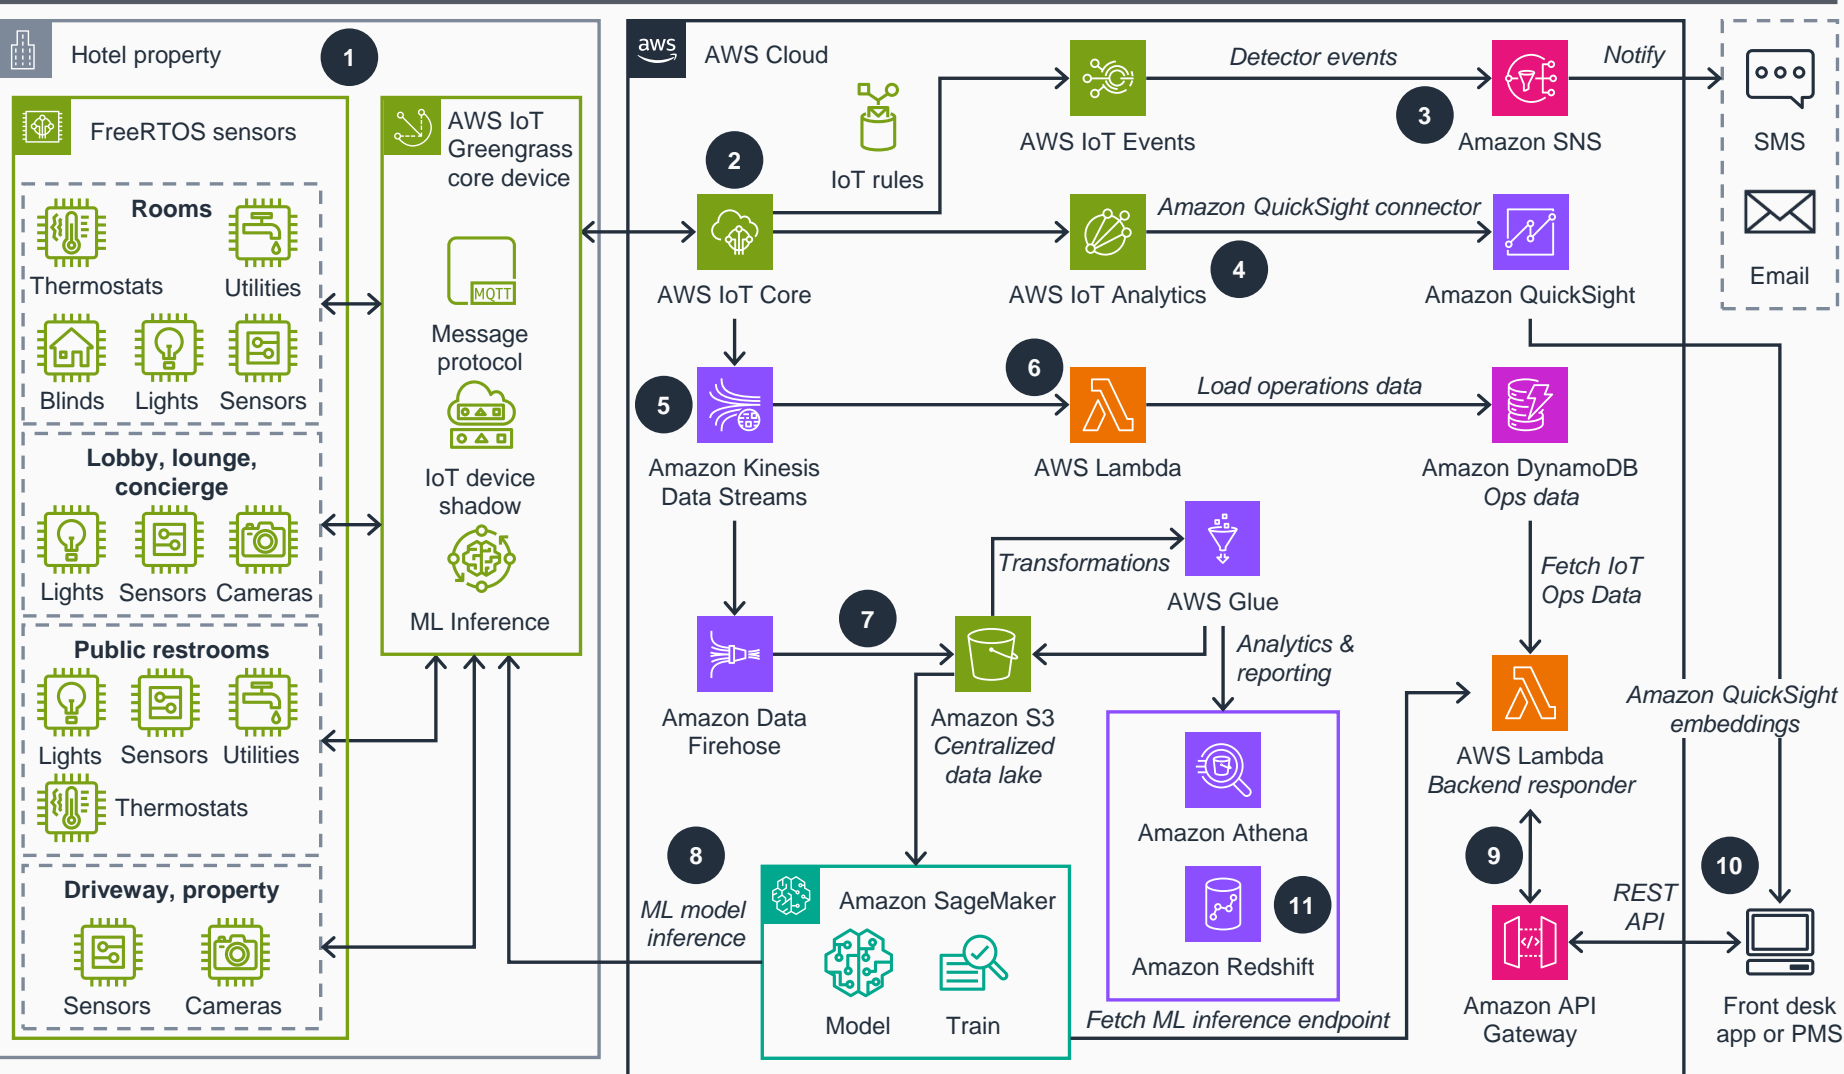 Hotel property
1
FreeRTOS sensors
Rooms
Thermostats
Utilities
Blinds
Lights
Sensors
Lobby, lounge,
concierge
Lights
Sensors
Cameras
Public restrooms
Lights
Sensors
Utilities
Thermostats
Driveway, property
Sensors
Cameras
AWS IoT
Greengrass
core device
MQTT
Message
protocol
IoT device
shadow
ML Inference
aws
AWS Cloud
IoT rules
2
AWS IoT Core
AWS IoT Events
Detector events
3
Amazon SNS
Notify
SMS
Email
AWS IoT Analytics
Amazon QuickSight connector
4
Amazon QuickSight
5
Amazon Kinesis
Data Streams
6
AWS Lambda
Load operations data
Amazon DynamoDB
Ops data
Transformations
AWS Glue
Fetch IoT
Ops Data
7
Amazon Data
Firehose
Amazon S3
Centralized
data lake
Analytics &
reporting
Amazon Athena
Amazon Redshift
11
AWS Lambda
Backend responder
Amazon QuickSight
embeddings
8
ML model
inference
Amazon SageMaker
Model
Train
Fetch ML inference endpoint
9
Amazon API
Gateway
REST
API
10
Front desk
app or PMS